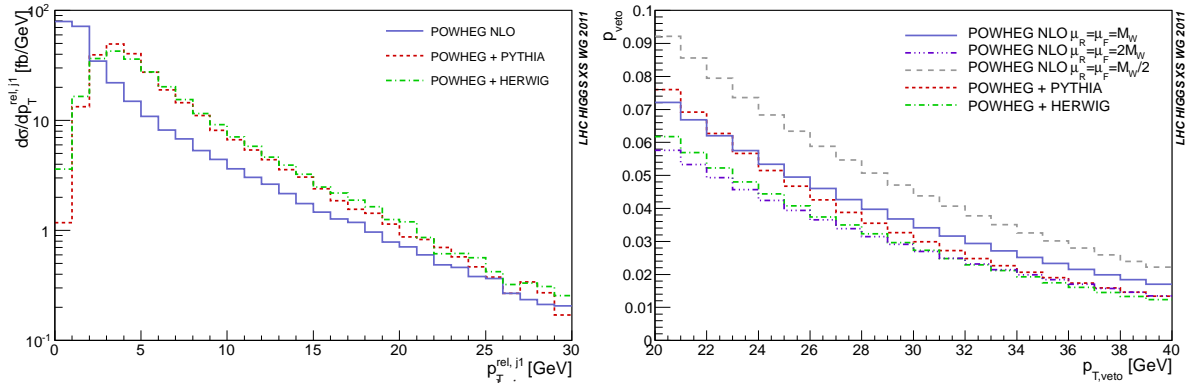 dσ/dp_T^{rel, j1} [fb/GeV]
10²
10
1
10⁻¹
POWHEG NLO
POWHEG + PYTHIA
POWHEG + HERWIG
LHC HIGGS XS WG 2011
0 5 10 15 20 25 30
p_T^{rel, j1} [GeV]
p_veto
0.1
0.09
0.08
0.07
0.06
0.05
0.04
0.03
0.02
0.01
0
POWHEG NLO μ_R=μ_F=M_W
POWHEG NLO μ_R=μ_F=2M_W
POWHEG NLO μ_R=μ_F=M_W/2
POWHEG + PYTHIA
POWHEG + HERWIG
LHC HIGGS XS WG 2011
20 22 24 26 28 30 32 34 36 38 40
p_{T,veto} [GeV]